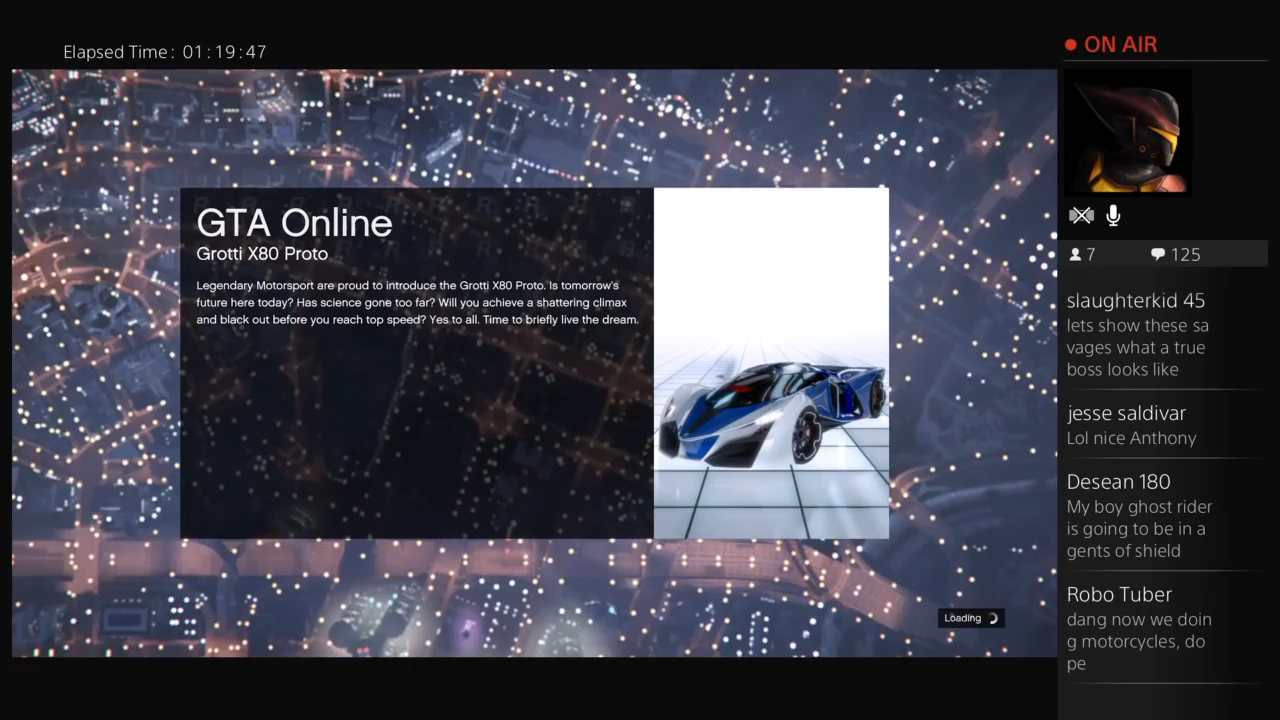 Elapsed Time: 01:19:47
ON AIR
GTA Online
Grotti X80 Proto
Legendary Motorsport are proud to introduce the Grotti X80 Proto. Is tomorrow's
future here today? Has science gone too far? Will you achieve a shattering climax
and black out before you reach top speed? Yes to all. Time to briefly live the dream.
Loading
7
125
slaughterkid 45
lets show these sa
vages what a true
boss looks like
jesse saldivar
Lol nice Anthony
Desean 180
My boy ghost rider
is going to be in a
gents of shield
Robo Tuber
dang now we doin
g motorcycles, do
pe